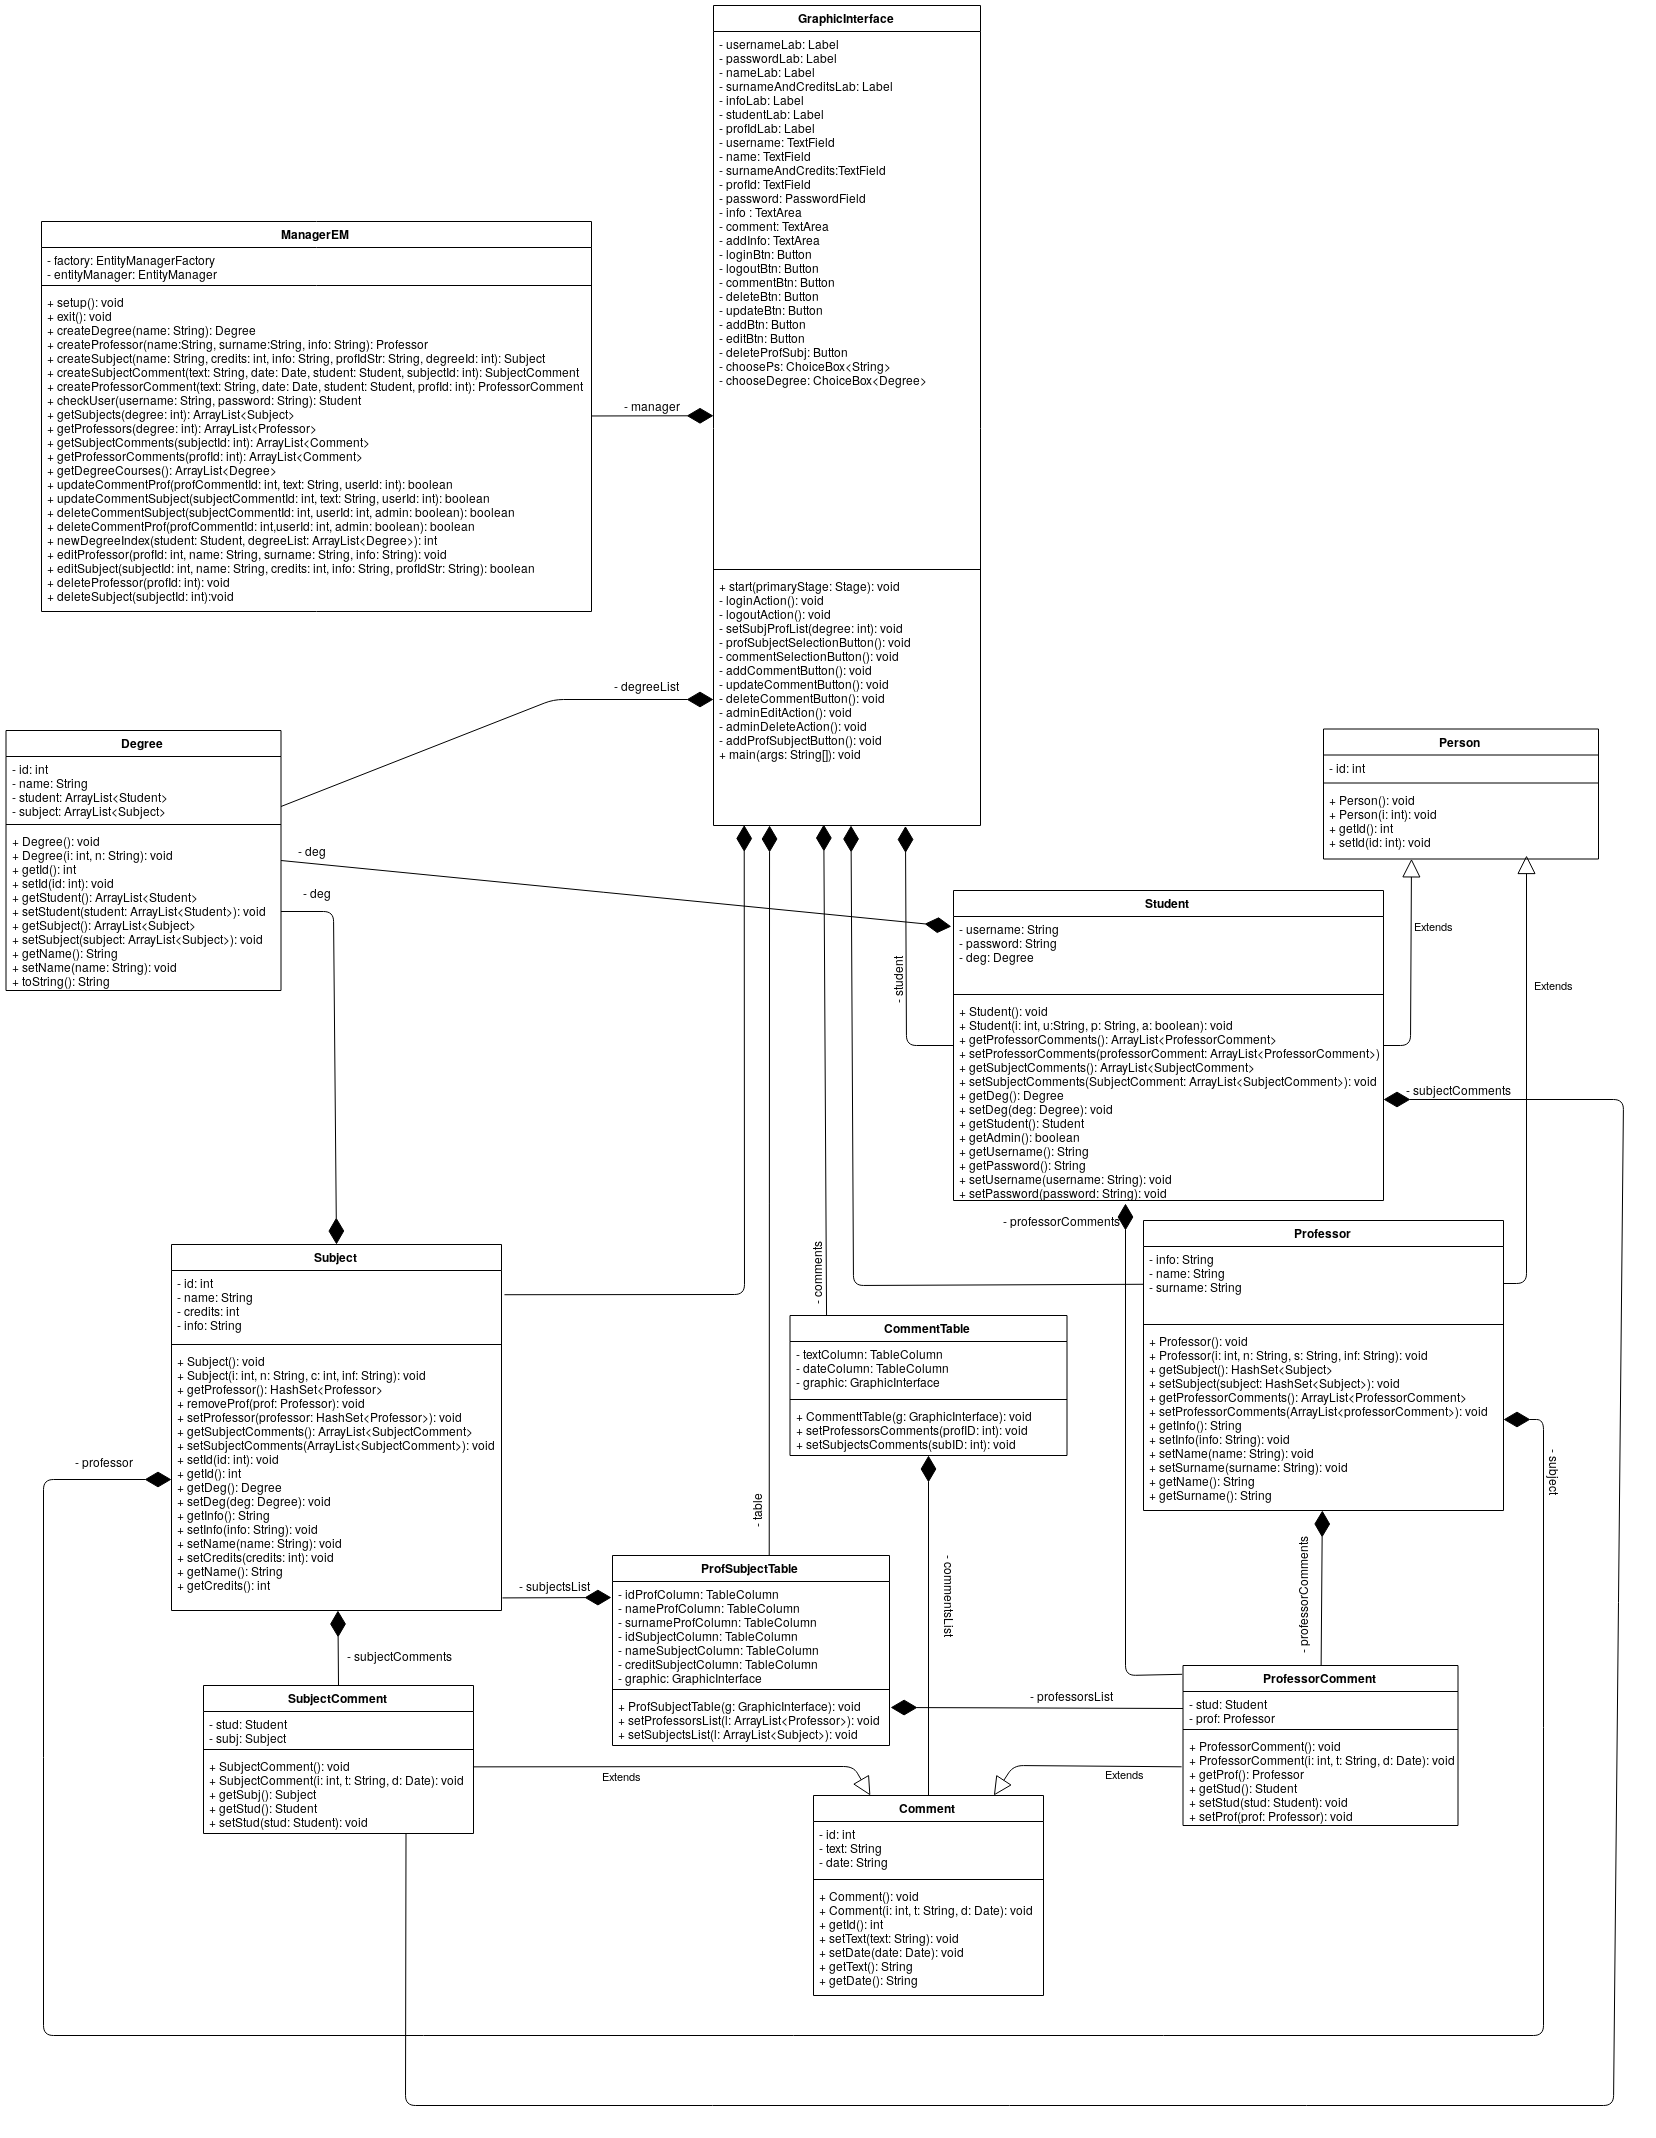 GraphicInterface
- usernameLab: Label
- passwordLab: Label
- nameLab: Label
- surnameAndCreditsLab: Label
- infoLab: Label
- studentLab: Label
- profIdLab: Label
- username: TextField
- name: TextField
- surnameAndCredits:TextField
- profId: TextField
- password: PasswordField
- info : TextArea
- comment: TextArea
- addInfo: TextArea
- loginBtn: Button
- logoutBtn: Button
- commentBtn: Button
- deleteBtn: Button
- updateBtn: Button
- addBtn: Button
- editBtn: Button
- deleteProfSubj: Button
- choosePs: ChoiceBox<String>
- chooseDegree: ChoiceBox<Degree>
+ start(primaryStage: Stage): void
- loginAction(): void
- logoutAction(): void
- setSubjProfList(degree: int): void
- profSubjectSelectionButton(): void
- commentSelectionButton(): void
- addCommentButton(): void
- updateCommentButton(): void
- deleteCommentButton(): void
- adminEditAction(): void
- adminDeleteAction(): void
- addProfSubjectButton(): void
+ main(args: String[]): void
ManagerEM
- factory: EntityManagerFactory
- entityManager: EntityManager
+ setup(): void
+ exit(): void
+ createDegree(name: String): Degree
+ createProfessor(name:String, surname:String, info: String): Professor
+ createSubject(name: String, credits: int, info: String, profIdStr: String, degreeId: int): Subject
+ createSubjectComment(text: String, date: Date, student: Student, subjectId: int): SubjectComment
+ createProfessorComment(text: String, date: Date, student: Student, profId: int): ProfessorComment
+ checkUser(username: String, password: String): Student
+ getSubjects(degree: int): ArrayList<Subject>
+ getProfessors(degree: int): ArrayList<Professor>
+ getSubjectComments(subjectId: int): ArrayList<Comment>
+ getProfessorComments(profId: int): ArrayList<Comment>
+ getDegreeCourses(): ArrayList<Degree>
+ updateCommentProf(profCommentId: int, text: String, userId: int): boolean
+ updateCommentSubject(subjectCommentId: int, text: String, userId: int): boolean
+ deleteCommentSubject(subjectCommentId: int, userId: int, admin: boolean): boolean
+ deleteCommentProf(profCommentId: int,userId: int, admin: boolean): boolean
+ newDegreeIndex(student: Student, degreeList: ArrayList<Degree>): int
+ editProfessor(profId: int, name: String, surname: String, info: String): void
+ editSubject(subjectId: int, name: String, credits: int, info: String, profIdStr: String): boolean
+ deleteProfessor(profId: int): void
+ deleteSubject(subjectId: int):void
- manager
- degreeList
Degree
- id: int
- name: String
- student: ArrayList<Student>
- subject: ArrayList<Subject>
+ Degree(): void
+ Degree(i: int, n: String): void
+ getId(): int
+ setId(id: int): void
+ getStudent(): ArrayList<Student>
+ setStudent(student: ArrayList<Student>): void
+ getSubject(): ArrayList<Subject>
+ setSubject(subject: ArrayList<Subject>): void
+ getName(): String
+ setName(name: String): void
+ toString(): String
- deg
- deg
Person
- id: int
+ Person(): void
+ Person(i: int): void
+ getId(): int
+ setId(id: int): void
Extends
Extends
- student
Student
- username: String
- password: String
- deg: Degree
+ Student(): void
+ Student(i: int, u:String, p: String, a: boolean): void
+ getProfessorComments(): ArrayList<ProfessorComment>
+ setProfessorComments(professorComment: ArrayList<ProfessorComment>)
+ getSubjectComments(): ArrayList<SubjectComment>
+ setSubjectComments(SubjectComment: ArrayList<SubjectComment>): void
+ getDeg(): Degree
+ setDeg(deg: Degree): void
+ getStudent(): Student
+ getAdmin(): boolean
+ getUsername(): String
+ getPassword(): String
+ setUsername(username: String): void
+ setPassword(password: String): void
- subjectComments
- professorComments
Professor
- info: String
- name: String
- surname: String
+ Professor(): void
+ Professor(i: int, n: String, s: String, inf: String): void
+ getSubject(): HashSet<Subject>
+ setSubject(subject: HashSet<Subject>): void
+ getProfessorComments(): ArrayList<ProfessorComment>
+ setProfessorComments(ArrayList<professorComment>): void
+ getInfo(): String
+ setInfo(info: String): void
+ setName(name: String): void
+ setSurname(surname: String): void
+ getName(): String
+ getSurname(): String
- subject
Subject
- id: int
- name: String
- credits: int
- info: String
+ Subject(): void
+ Subject(i: int, n: String, c: int, inf: String): void
+ getProfessor(): HashSet<Professor>
+ removeProf(prof: Professor): void
+ setProfessor(professor: HashSet<Professor>): void
+ getSubjectComments(): ArrayList<SubjectComment>
+ setSubjectComments(ArrayList<SubjectComment>): void
+ setId(id: int): void
+ getId(): int
+ getDeg(): Degree
+ setDeg(deg: Degree): void
+ getInfo(): String
+ setInfo(info: String): void
+ setName(name: String): void
+ setCredits(credits: int): void
+ getName(): String
+ getCredits(): int
- professor
- comments
CommentTable
- textColumn: TableColumn
- dateColumn: TableColumn
- graphic: GraphicInterface
+ CommenttTable(g: GraphicInterface): void
+ setProfessorsComments(profID: int): void
+ setSubjectsComments(subID: int): void
- table
- commentsList
- professorComments
- subjectsList
ProfSubjectTable
- idProfColumn: TableColumn
- nameProfColumn: TableColumn
- surnameProfColumn: TableColumn
- idSubjectColumn: TableColumn
- nameSubjectColumn: TableColumn
- creditSubjectColumn: TableColumn
- graphic: GraphicInterface
+ ProfSubjectTable(g: GraphicInterface): void
+ setProfessorsList(l: ArrayList<Professor>): void
+ setSubjectsList(l: ArrayList<Subject>): void
- subjectComments
SubjectComment
- stud: Student
- subj: Subject
+ SubjectComment(): void
+ SubjectComment(i: int, t: String, d: Date): void
+ getSubj(): Subject
+ getStud(): Student
+ setStud(stud: Student): void
- professorsList
ProfessorComment
- stud: Student
- prof: Professor
+ ProfessorComment(): void
+ ProfessorComment(i: int, t: String, d: Date): void
+ getProf(): Professor
+ getStud(): Student
+ setStud(stud: Student): void
+ setProf(prof: Professor): void
Extends
Extends
Comment
- id: int
- text: String
- date: String
+ Comment(): void
+ Comment(i: int, t: String, d: Date): void
+ getId(): int
+ setText(text: String): void
+ setDate(date: Date): void
+ getText(): String
+ getDate(): String